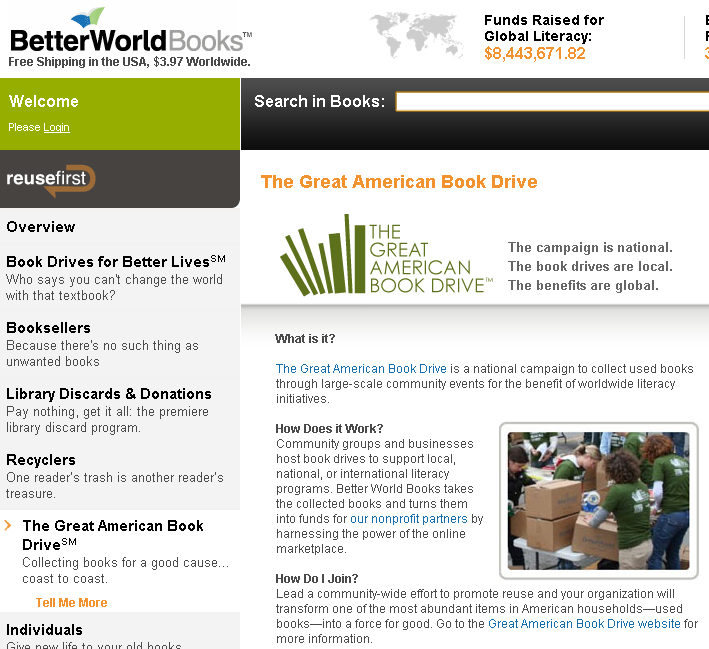 BetterWorldBooks™
Free Shipping in the USA, $3.97 Worldwide.
Funds Raised for
Global Literacy:
$8,443,671.82
Welcome
Please Login
Search in Books:
reusefirst
Overview
Book Drives for Better Lives℠
Who says you can't change the world
with that textbook?
Booksellers
Because there's no such thing as
unwanted books
Library Discards & Donations
Pay nothing, get it all: the premiere
library discard program.
Recyclers
One reader's trash is another reader's
treasure.
The Great American Book
Drive℠
Collecting books for a good cause...
coast to coast.
Tell Me More
Individuals
Give new life to your old books
The Great American Book Drive
THE
GREAT
AMERICAN
BOOK DRIVE™
The campaign is national.
The book drives are local.
The benefits are global.
What is it?
The Great American Book Drive is a national campaign to collect used books
through large-scale community events for the benefit of worldwide literacy
initiatives.
How Does it Work?
Community groups and businesses
host book drives to support local,
national, or international literacy
programs. Better World Books takes
the collected books and turns them
into funds for our nonprofit partners by
harnessing the power of the online
marketplace.
How Do I Join?
Lead a community-wide effort to promote reuse and your organization will
transform one of the most abundant items in American households—used
books—into a force for good. Go to the Great American Book Drive website for
more information.